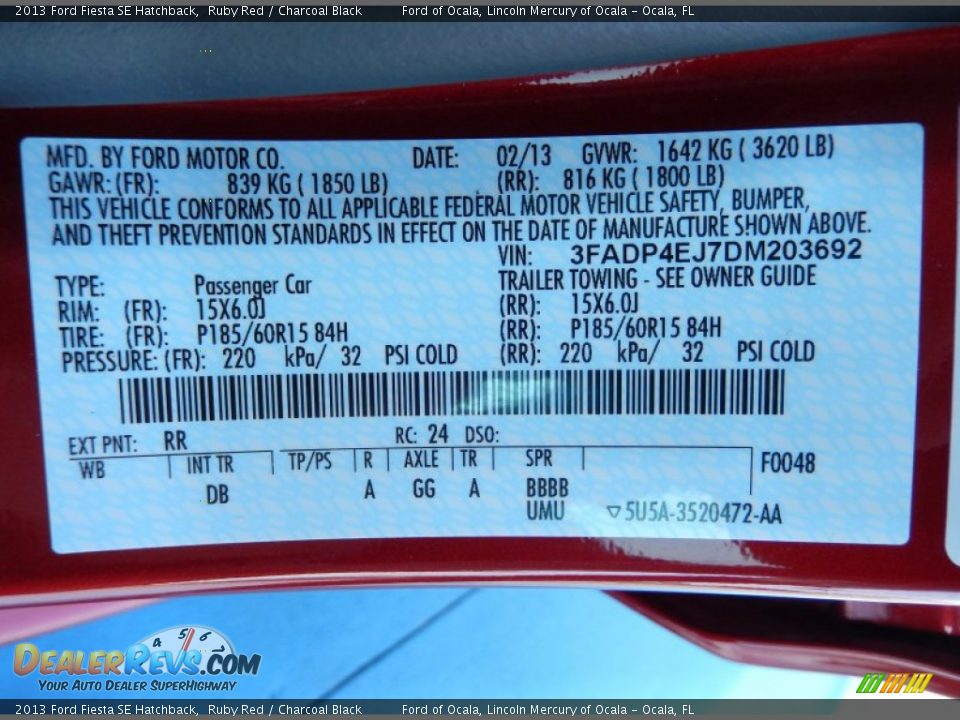 2013 Ford Fiesta SE Hatchback, Ruby Red / Charcoal Black Ford of Ocala, Lincoln Mercury of Ocala - Ocala, FL
MFD. BY FORD MOTOR CO. DATE: 02/13 GVWR: 1642 KG ( 3620 LB)
GAWR: (FR): 839 KG ( 1850 LB) (RR): 816 KG ( 1800 LB)
THIS VEHICLE CONFORMS TO ALL APPLICABLE FEDERAL MOTOR VEHICLE SAFETY, BUMPER,
AND THEFT PREVENTION STANDARDS IN EFFECT ON THE DATE OF MANUFACTURE SHOWN ABOVE.
VIN: 3FADP4EJ7DM203692
TYPE: Passenger Car TRAILER TOWING - SEE OWNER GUIDE
RIM: (FR): 15X6.0J (RR): 15X6.0J
TIRE: (FR): P185/60R15 84H (RR): P185/60R15 84H
PRESSURE: (FR): 220 kPa/ 32 PSI COLD (RR): 220 kPa/ 32 PSI COLD
EXT PNT: RR RC: 24 DSO:
WB INT TR TP/PS R AXLE TR SPR F0048
DB A GG A BBBB
UMU ▽5U5A-3520472-AA
4 5 6
DEALERREVS.COM
YOUR AUTO DEALER SUPERHIGHWAY
2013 Ford Fiesta SE Hatchback, Ruby Red / Charcoal Black Ford of Ocala, Lincoln Mercury of Ocala - Ocala, FL